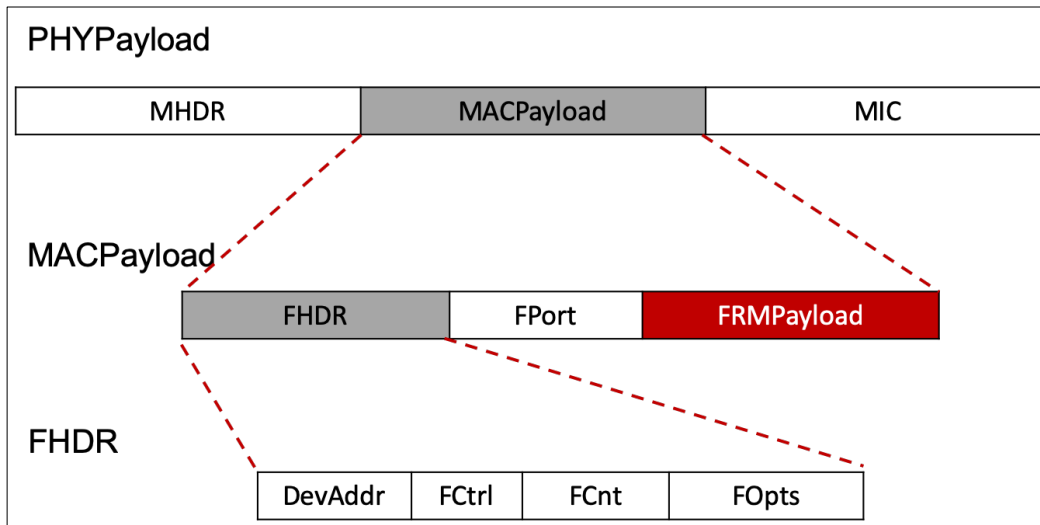 PHYPayload
MHDR MACPayload MIC
MACPayload
FHDR FPort FRMPayload
FHDR
DevAddr FCtrl FCnt FOpts